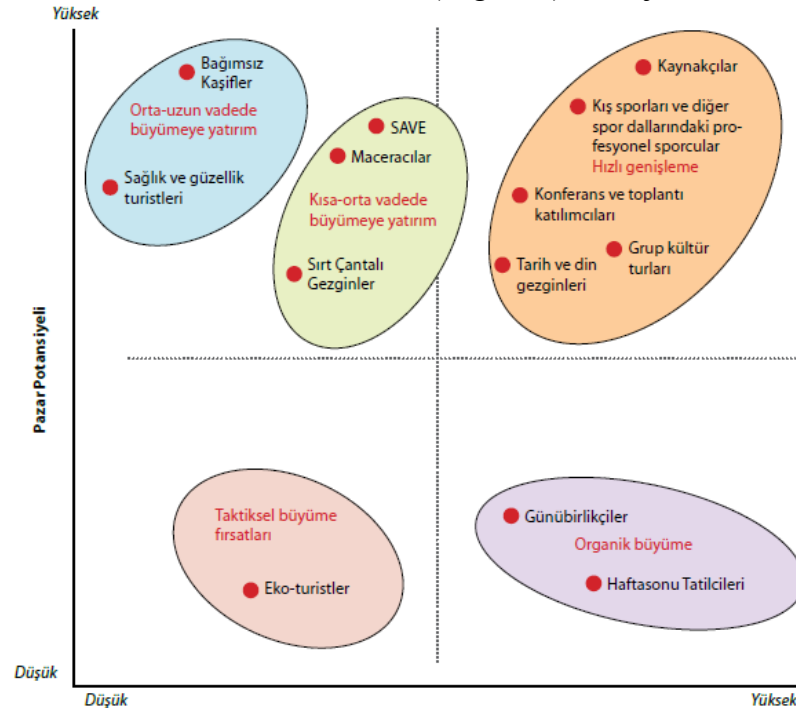 Yüksek
Bağımsız
Kaşifler
Orta-uzun vadede
büyümeye yatırım
Sağlık ve güzellik
turistleri
SAVE
Maceracılar
Kısa-orta vadede
büyümeye yatırım
Sırt Çantalı
Gezginler
Kaynakçılar
Kış sporları ve diğer
spor dallarındaki pro-
fesyonel sporcular
Hızlı genişleme
Konferans ve toplantı
katılımcıları
Grup kültür
turları
Tarih ve din
gezginleri
Pazar Potansiyeli
Taktiksel büyüme
fırsatları
Eko-turistler
Günübirlikçiler
Organik büyüme
Haftasonu Tatilcileri
Düşük
Düşük
Yüksek